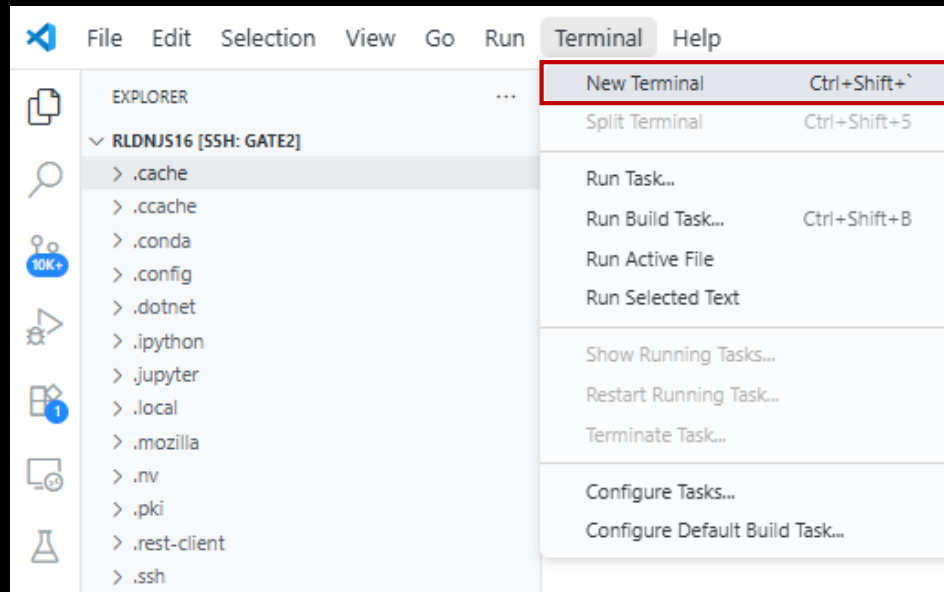 File Edit Selection View Go Run Terminal Help
EXPLORER ...
RLDNJS16 [SSH: GATE2]
.cache
.ccache
.conda
.config
.dotnet
.ipython
.jupyter
.local
.mozilla
.nv
.pki
.rest-client
.ssh
10K+
1
New Terminal Ctrl+Shift+`
Split Terminal Ctrl+Shift+5
Run Task...
Run Build Task... Ctrl+Shift+B
Run Active File
Run Selected Text
Show Running Tasks...
Restart Running Task...
Terminate Task...
Configure Tasks...
Configure Default Build Task...